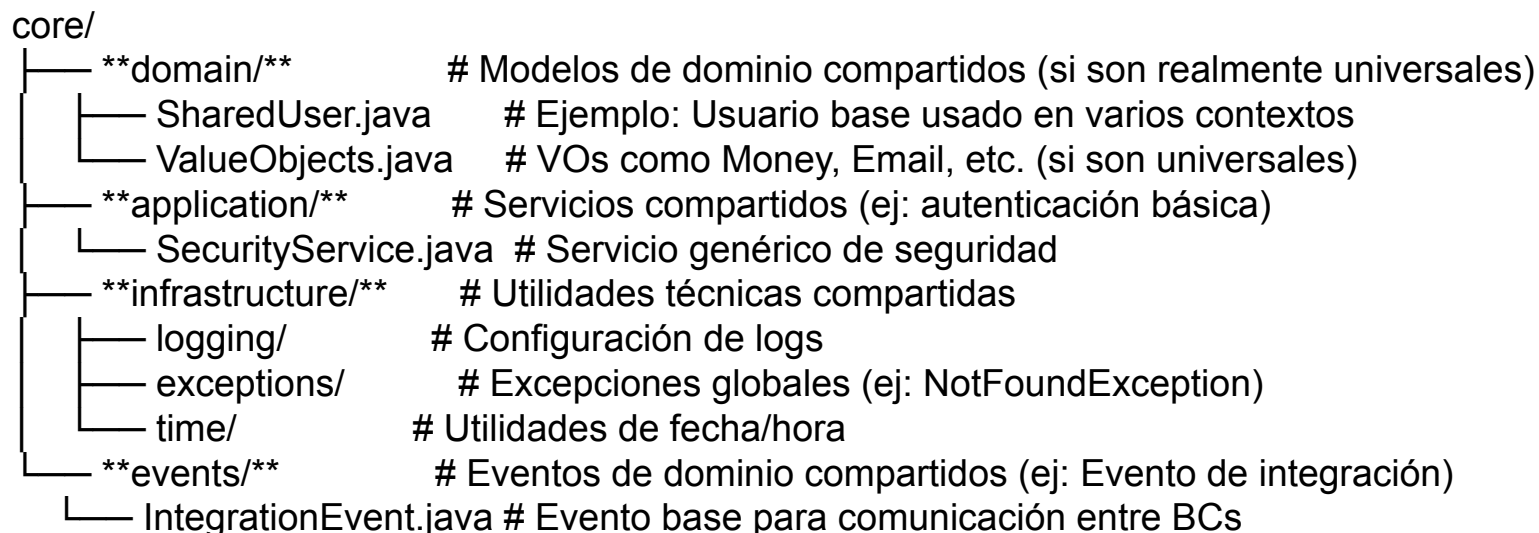 core/
├── **domain/** # Modelos de dominio compartidos (si son realmente universales)
│ ├── SharedUser.java # Ejemplo: Usuario base usado en varios contextos
│ └── ValueObjects.java # VOs como Money, Email, etc. (si son universales)
├── **application/** # Servicios compartidos (ej: autenticación básica)
│ └── SecurityService.java # Servicio genérico de seguridad
├── **infrastructure/** # Utilidades técnicas compartidas
│ ├── logging/ # Configuración de logs
│ ├── exceptions/ # Excepciones globales (ej: NotFoundException)
│ └── time/ # Utilidades de fecha/hora
└── **events/** # Eventos de dominio compartidos (ej: Evento de integración)
└── IntegrationEvent.java # Evento base para comunicación entre BCs